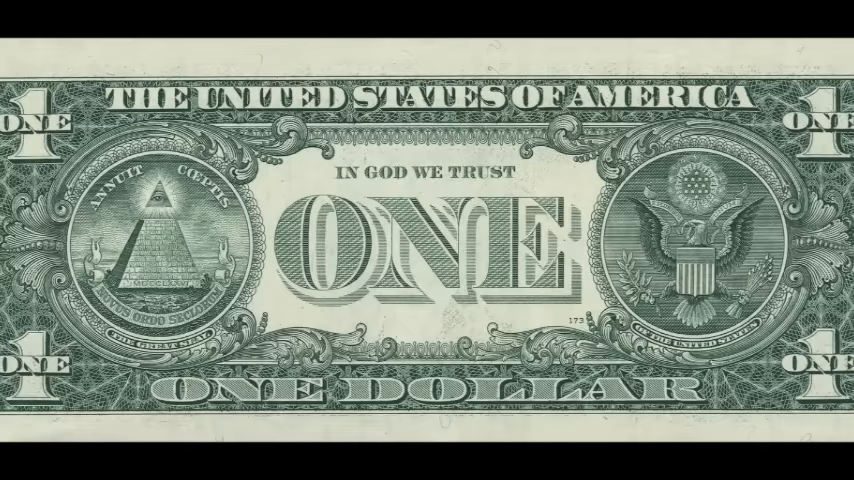 THE UNITED STATES OF AMERICA
1
ONE
1
ONE
ANNUIT CŒPTIS
IN GOD WE TRUST
ONE
MDCCLXXVI
NOVUS ORDO SECLORUM
THE GREAT SEAL
173
OF THE UNITED STATES
1
ONE
1
ONE
ONE DOLLAR